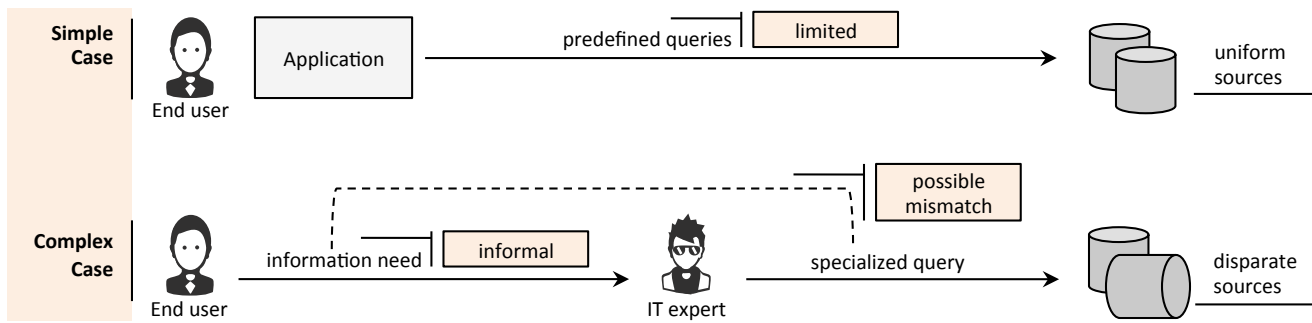 Simple
Case
End user
Application
predefined queries
limited
uniform
sources
Complex
Case
End user
information need
informal
IT expert
possible
mismatch
specialized query
disparate
sources